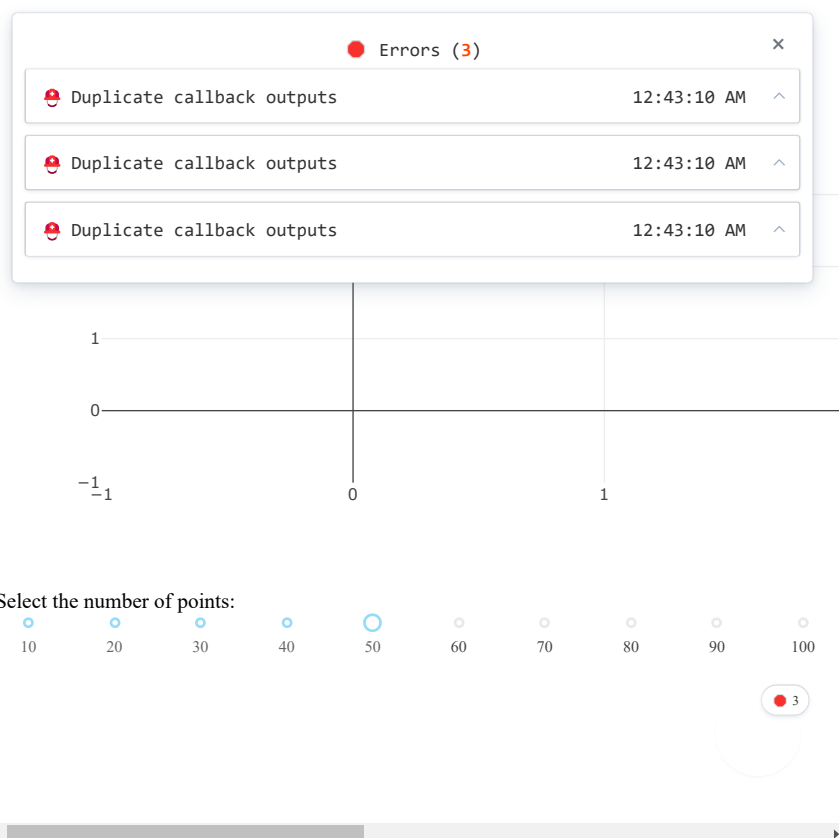 Errors (3) ×
Duplicate callback outputs 12:43:10 AM
Duplicate callback outputs 12:43:10 AM
Duplicate callback outputs 12:43:10 AM
1
0
−1
−1 0 1
Select the number of points:
10 20 30 40 50 60 70 80 90 100
3